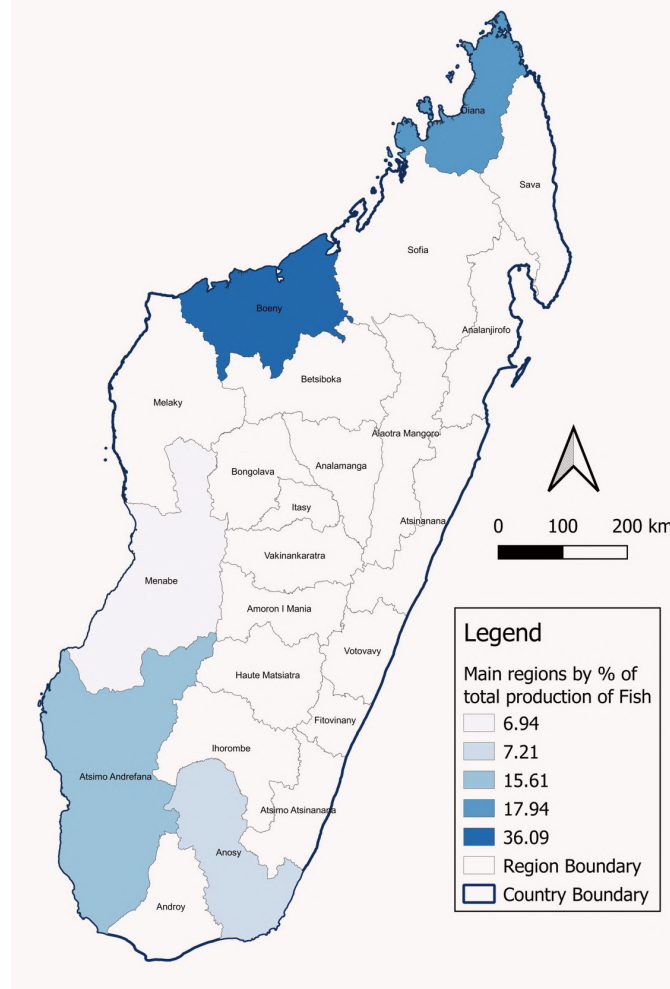 Diana
Sava
Sofia
Boeny
Analanjirofo
Betsiboka
Melaky
Alaotra Mangoro
Bongolava
Analamanga
Itasy
Atsinanana
0 100 200 km
Vakinankaratra
Menabe
Amoron I Mania
Votovavy
Haute Matsiatra
Fitovinany
Ihorombe
Atsimo Andrefana
Atsimo Atsinanana
Anosy
Androy
Legend
Main regions by % of
total production of Fish
6.94
7.21
15.61
17.94
36.09
Region Boundary
Country Boundary